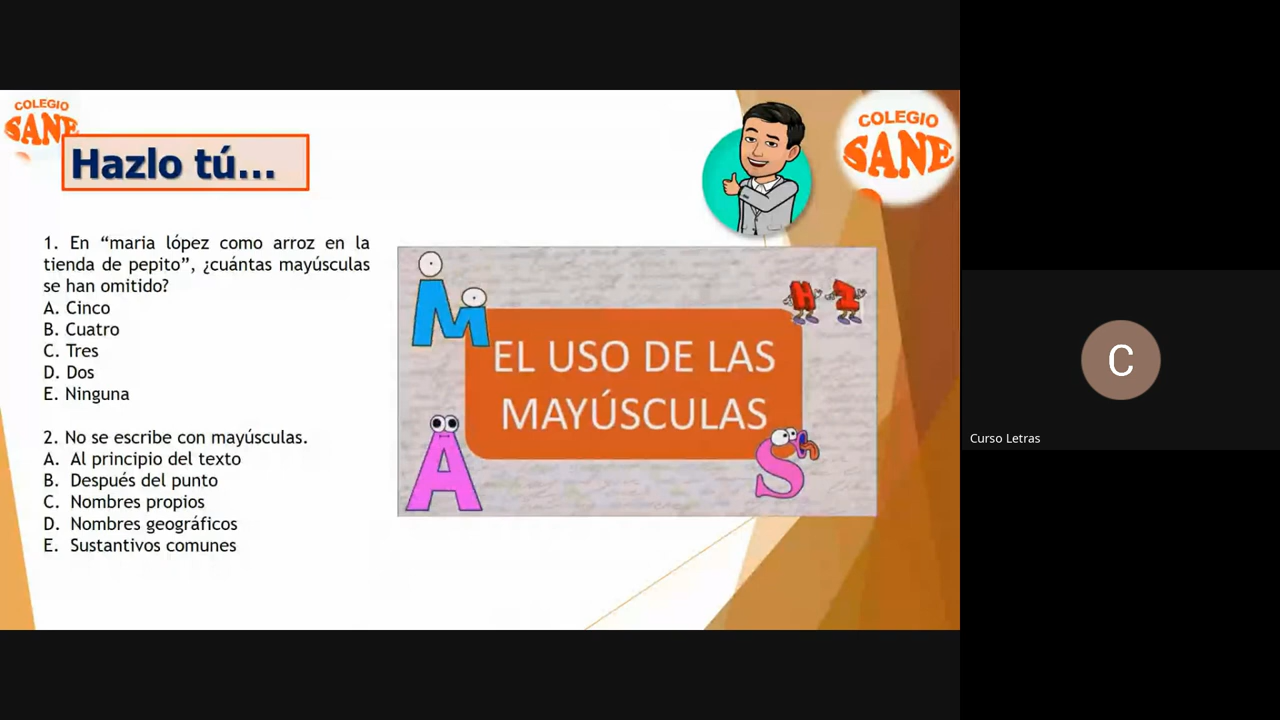 COLEGIO
SANE
Hazlo tú...
COLEGIO
SANE
1. En “maria lópez como arroz en la
tienda de pepito”, ¿cuántas mayúsculas
se han omitido?
A. Cinco
B. Cuatro
C. Tres
D. Dos
E. Ninguna
2. No se escribe con mayúsculas.
A. Al principio del texto
B. Después del punto
C. Nombres propios
D. Nombres geográficos
E. Sustantivos comunes
M
H Z
EL USO DE LAS
MAYÚSCULAS
A
S
C
Curso Letras